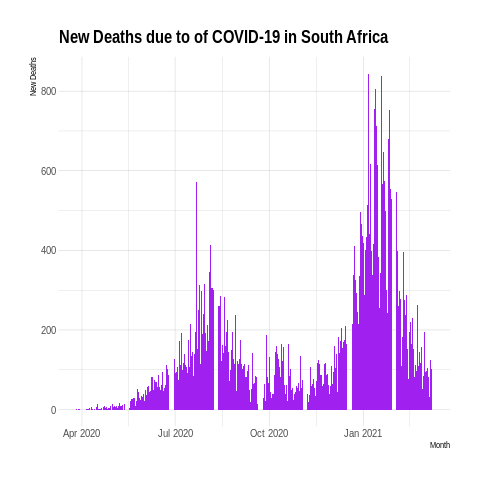 New Deaths due to of COVID-19 in South Africa
New Deaths
800
600
400
200
0
Apr 2020 Jul 2020 Oct 2020 Jan 2021
Month